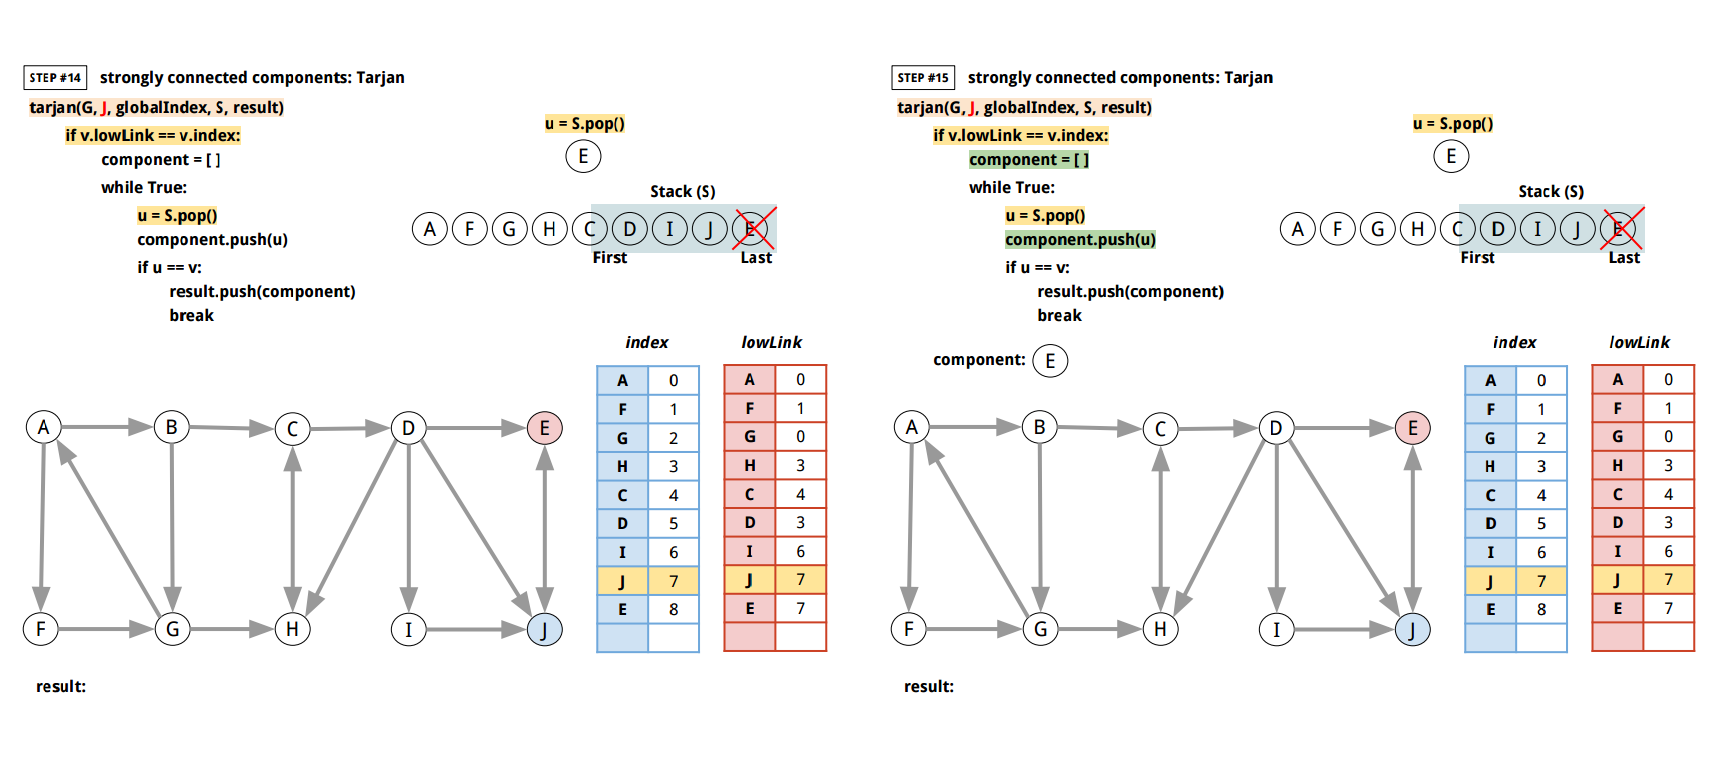 STEP #14 strongly connected components: Tarjan
tarjan(G, J, globalIndex, S, result)
if v.lowLink == v.index:
component = [ ]
while True:
u = S.pop()
component.push(u)
if u == v:
result.push(component)
break
u = S.pop()
E
Stack (S)
A F G H C D I J E
First Last
index
A 0
F 1
G 2
H 3
C 4
D 5
I 6
J 7
E 8
lowLink
A 0
F 1
G 0
H 3
C 4
D 3
I 6
J 7
E 7
A B C D E
F G H I J
result:
STEP #15 strongly connected components: Tarjan
tarjan(G, J, globalIndex, S, result)
if v.lowLink == v.index:
component = [ ]
while True:
u = S.pop()
component.push(u)
if u == v:
result.push(component)
break
u = S.pop()
E
Stack (S)
A F G H C D I J E
First Last
component: E
index
A 0
F 1
G 2
H 3
C 4
D 5
I 6
J 7
E 8
lowLink
A 0
F 1
G 0
H 3
C 4
D 3
I 6
J 7
E 7
A B C D E
F G H I J
result: